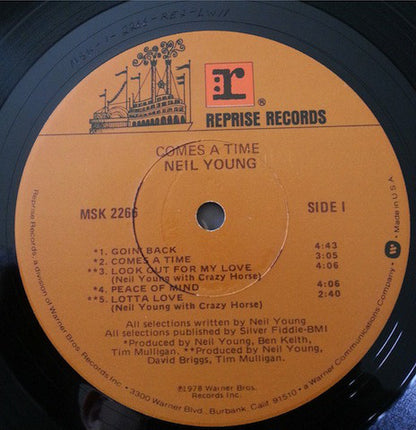 r
®
REPRISE RECORDS
COMES A TIME
NEIL YOUNG
MSK 2266
SIDE I
*1. GOIN' BACK 4:43
*2. COMES A TIME 3:05
**3. LOOK OUT FOR MY LOVE 4:06
(Neil Young with Crazy Horse)
*4. PEACE OF MIND 4:06
**5. LOTTA LOVE 2:40
(Neil Young with Crazy Horse)
All selections written by Neil Young
All selections published by Silver Fiddle-BMI
*Produced by Neil Young, Ben Keith,
Tim Mulligan. **Produced by Neil Young,
David Briggs, Tim Mulligan.
℗1978 Warner Bros.
Records Inc.
Reprise Records, a division of Warner Bros. Records Inc. • 3300 Warner Blvd., Burbank, Calif. 91510 • a Warner Communications Company • W • Made in U.S.A.